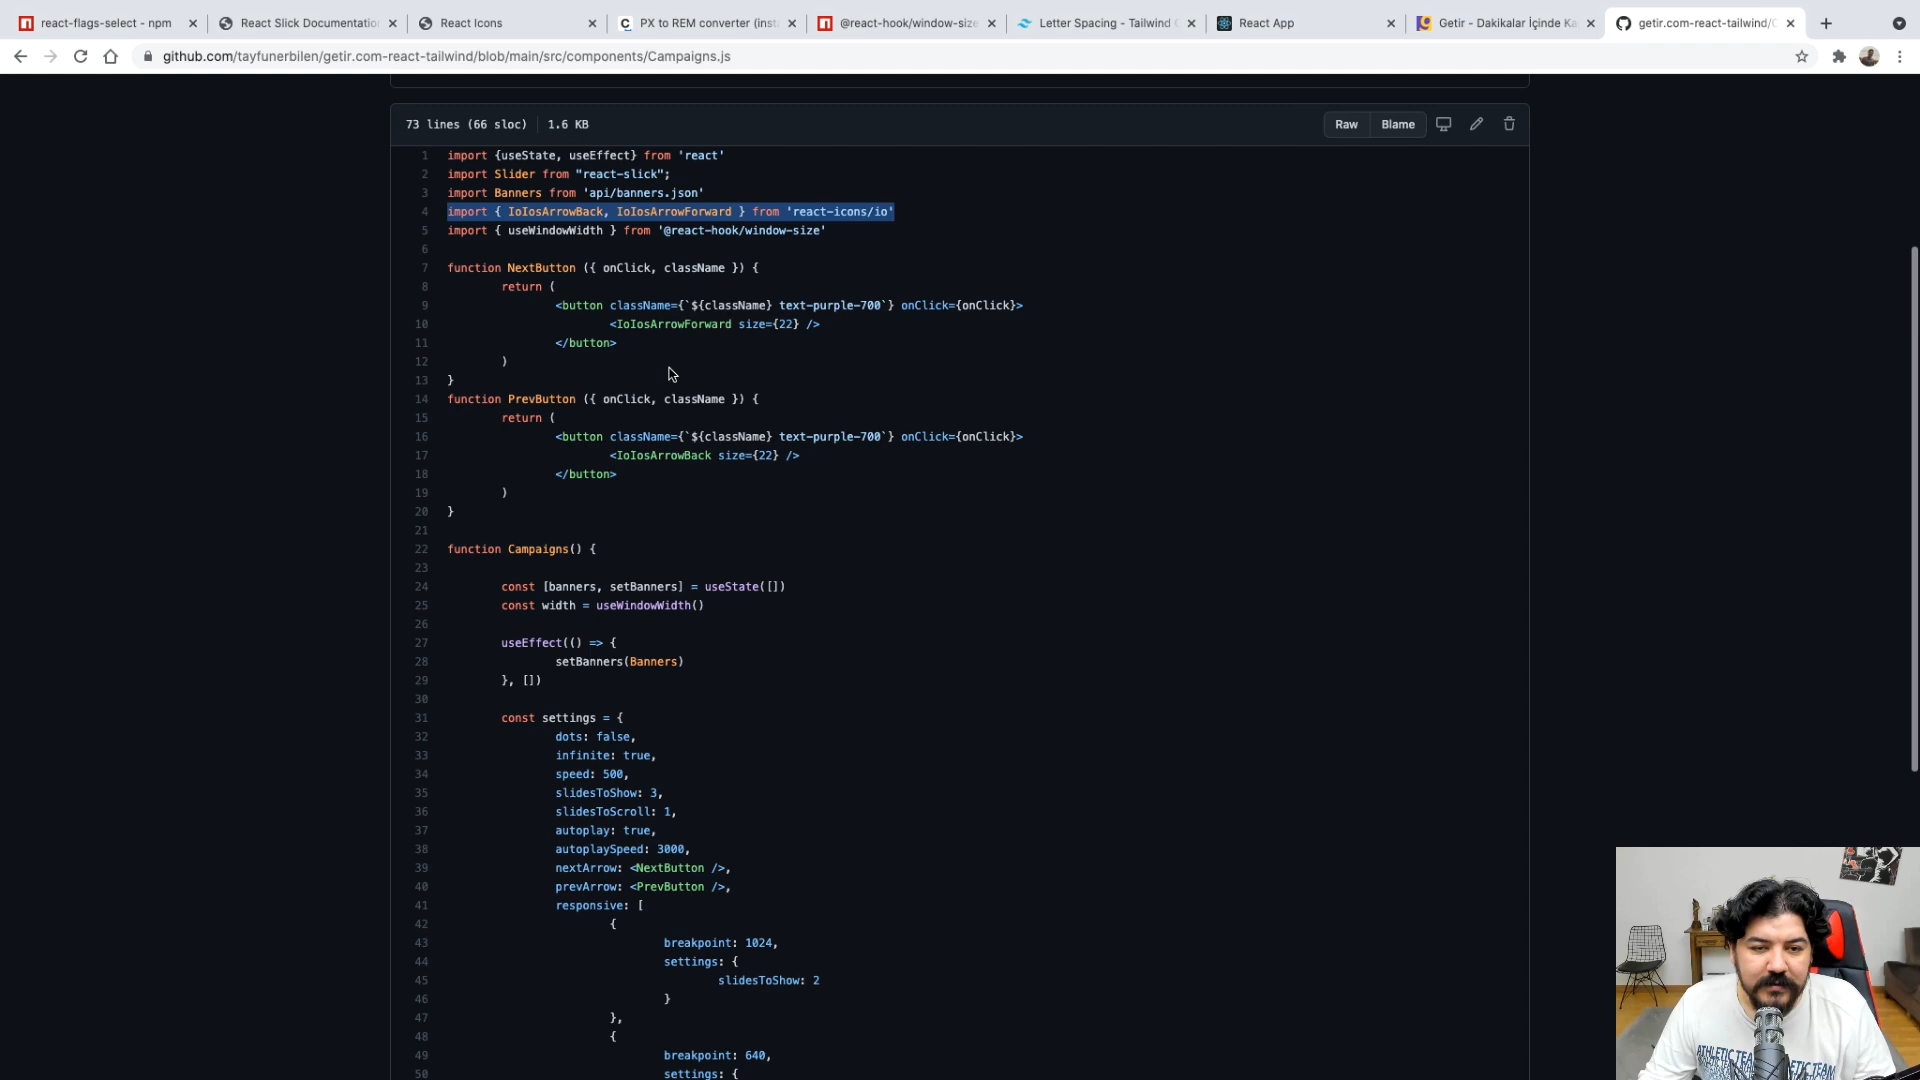 react-flags-select - npm
React Slick Documentatio
React Icons
PX to REM converter (inst
@react-hook/window-size
Letter Spacing - Tailwind C
React App
Getir - Dakikalar İçinde Ka
getir.com-react-tailwind/C
github.com/tayfunerbilen/getir.com-react-tailwind/blob/main/src/components/Campaigns.js
73 lines (66 sloc) 1.6 KB
Raw Blame
1 import {useState, useEffect} from 'react'
2 import Slider from "react-slick";
3 import Banners from 'api/banners.json'
4 import { IoIosArrowBack, IoIosArrowForward } from 'react-icons/io'
5 import { useWindowWidth } from '@react-hook/window-size'
6
7 function NextButton ({ onClick, className }) {
8 return (
9 <button className={`${className} text-purple-700`} onClick={onClick}>
10 <IoIosArrowForward size={22} />
11 </button>
12 )
13 }
14 function PrevButton ({ onClick, className }) {
15 return (
16 <button className={`${className} text-purple-700`} onClick={onClick}>
17 <IoIosArrowBack size={22} />
18 </button>
19 )
20 }
21
22 function Campaigns() {
23
24 const [banners, setBanners] = useState([])
25 const width = useWindowWidth()
26
27 useEffect(() => {
28 setBanners(Banners)
29 }, [])
30
31 const settings = {
32 dots: false,
33 infinite: true,
34 speed: 500,
35 slidesToShow: 3,
36 slidesToScroll: 1,
37 autoplay: true,
38 autoplaySpeed: 3000,
39 nextArrow: <NextButton />,
40 prevArrow: <PrevButton />,
41 responsive: [
42 {
43 breakpoint: 1024,
44 settings: {
45 slidesToShow: 2
46 }
47 },
48 {
49 breakpoint: 640,
50 settings: {